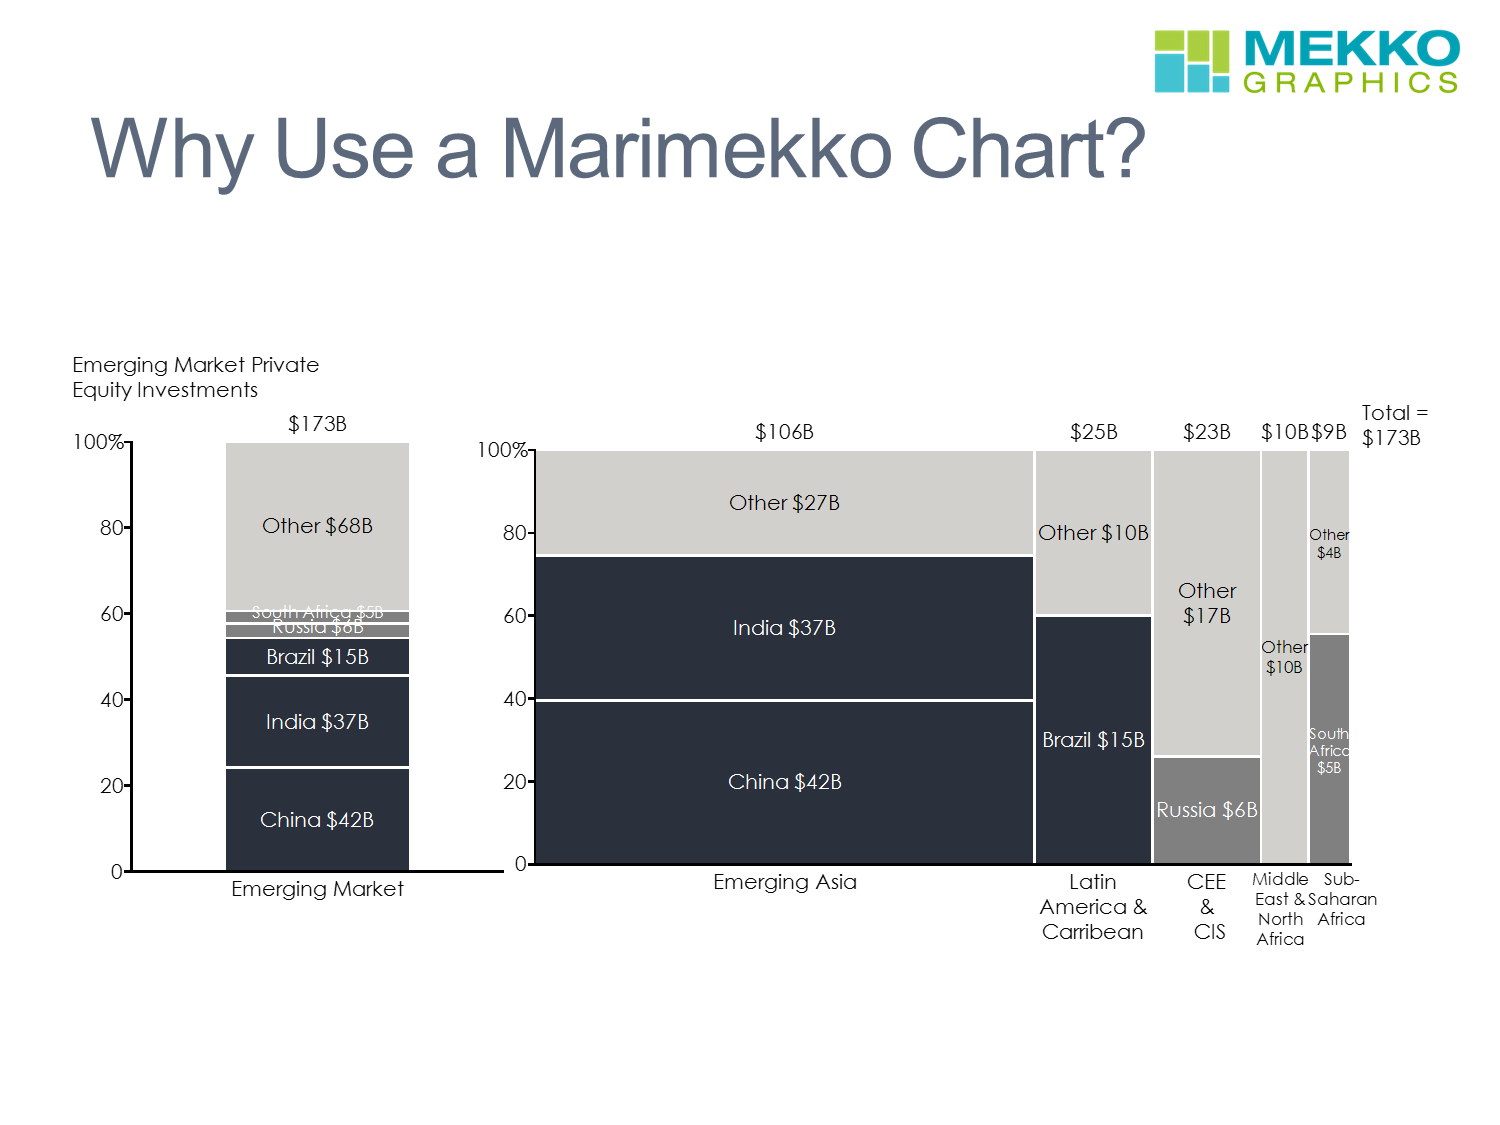 MEKKO
GRAPHICS
Why Use a Marimekko Chart?
Emerging Market Private
Equity Investments
$173B
100%
80
60
40
20
0
Other $68B
South Africa $5B
Russia $6B
Brazil $15B
India $37B
China $42B
Emerging Market
$106B
$25B
$23B
$10B
$9B
Total =
$173B
100%
80
60
40
20
0
Other $27B
India $37B
China $42B
Other $10B
Brazil $15B
Other
$17B
Russia $6B
Other
$10B
Other
$4B
South
Africa
$5B
Emerging Asia
Latin
America &
Carribean
CEE
&
CIS
Middle
East &
North
Africa
Sub-
Saharan
Africa